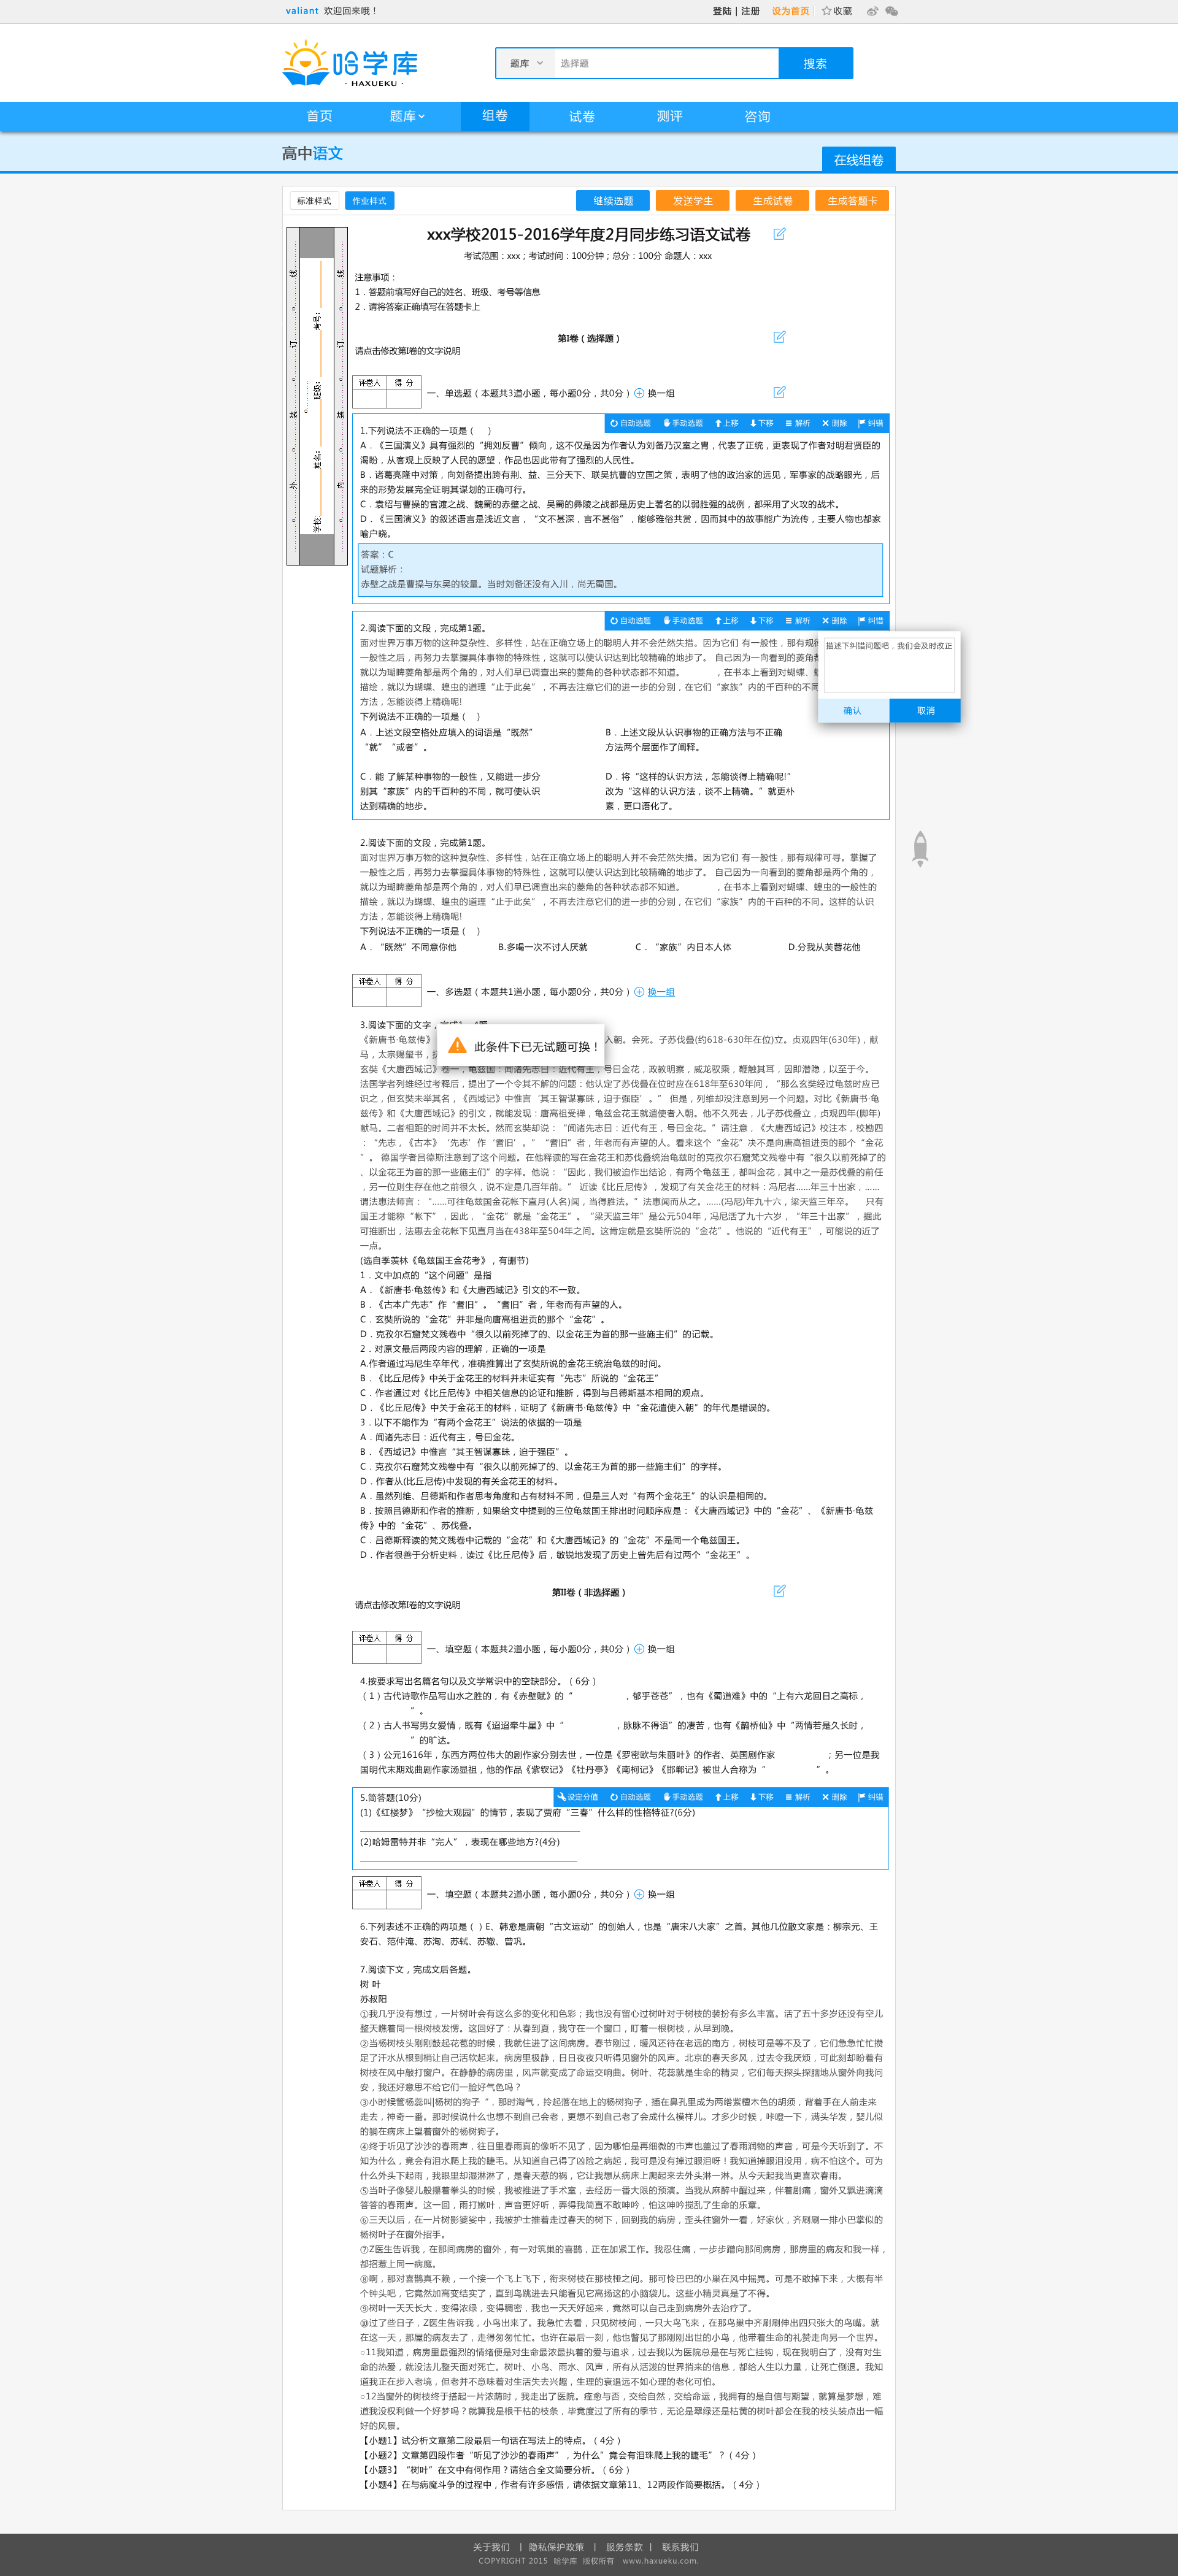 valiant 欢迎回来哦！
登陆 | 注册 设为首页 收藏
哈学库
· HAXUEKU ·
题库 选择题 搜索
首页 题库 组卷 试卷 测评 咨询
高中语文
在线组卷
标准样式 作业样式 继续选题 发送学生 生成试卷 生成答题卡
xxx学校2015-2016学年度2月同步练习语文试卷
考试范围：xxx；考试时间：100分钟；总分：100分 命题人：xxx
注意事项：
1．答题前填写好自己的姓名、班级、考号等信息
2．请将答案正确填写在答题卡上
外 装 订 线
学校: 姓名: 班级: 考号:
内 装 订 线
第I卷（选择题）
请点击修改第I卷的文字说明
评卷人 得 分
一、单选题（本题共3道小题，每小题0分，共0分） 换一组
自动选题 手动选题 上移 下移 解析 删除 纠错
1.下列说法不正确的一项是（ ）
A．《三国演义》具有强烈的“拥刘反曹”倾向，这不仅是因为作者认为刘备乃汉室之胄，代表了正统，更表现了作者对明君贤臣的
渴盼，从客观上反映了人民的愿望，作品也因此带有了强烈的人民性。
B．诸葛亮隆中对策，向刘备提出跨有荆、益、三分天下、联吴抗曹的立国之策，表明了他的政治家的远见，军事家的战略眼光，后
来的形势发展完全证明其谋划的正确可行。
C．袁绍与曹操的官渡之战、魏蜀的赤壁之战、吴蜀的彝陵之战都是历史上著名的以弱胜强的战例，都采用了火攻的战术。
D．《三国演义》的叙述语言是浅近文言，“文不甚深，言不甚俗”，能够雅俗共赏，因而其中的故事能广为流传，主要人物也都家
喻户晓。
答案：C
试题解析：
赤壁之战是曹操与东吴的较量。当时刘备还没有入川，尚无蜀国。
自动选题 手动选题 上移 下移 解析 删除 纠错
2.阅读下面的文段，完成第1题。
面对世界万事万物的这种复杂性、多样性，站在正确立场上的聪明人并不会茫然失措。因为它们 有一般性，那有规律
一般性之后，再努力去掌握具体事物的特殊性，这就可以使认识达到比较精确的地步了。 自己因为一向看到的菱角都
就以为瑚睥菱角都是两个角的，对人们早已调查出来的菱角的各种状态都不知道。 ，在书本上看到对蝴蝶、蝗
描绘，就以为蝴蝶、蝗虫的道理“止于此矣”，不再去注意它们的进一步的分别，在它们“家族”内的千百种的不同
方法，怎能谈得上精确呢!
下列说法不正确的一项是（ ）
A．上述文段空格处应填入的词语是“既然”
“就”“或者”。
B．上述文段从认识事物的正确方法与不正确
方法两个层面作了阐释。
C．能 了解某种事物的一般性，又能进一步分
别其“家族”内的千百种的不同，就可使认识
达到精确的地步。
D．将“这样的认识方法，怎能谈得上精确呢!”
改为“这样的认识方法，谈不上精确。”就更朴
素，更口语化了。
描述下纠错问题吧，我们会及时改正
确认 取消
2.阅读下面的文段，完成第1题。
面对世界万事万物的这种复杂性、多样性，站在正确立场上的聪明人并不会茫然失措。因为它们 有一般性，那有规律可寻。掌握了
一般性之后，再努力去掌握具体事物的特殊性，这就可以使认识达到比较精确的地步了。 自己因为一向看到的菱角都是两个角的，
就以为瑚睥菱角都是两个角的，对人们早已调查出来的菱角的各种状态都不知道。 ，在书本上看到对蝴蝶、蝗虫的一般性的
描绘，就以为蝴蝶、蝗虫的道理“止于此矣”，不再去注意它们的进一步的分别，在它们“家族”内的千百种的不同。这样的认识
方法，怎能谈得上精确呢!
下列说法不正确的一项是（ ）
A．“既然”不同意你他 B.多喝一次不讨人厌就 C．“家族”内日本人体 D.分我从芙蓉花他
评卷人 得 分
一、多选题（本题共1道小题，每小题0分，共0分） 换一组
3.阅读下面的文字，完成1—4题
《新唐书·龟兹传》 入朝。会死。子苏伐叠(约618-630年在位)立。贞观四年(630年)，献
马，太宗赐玺书，
此条件下已无试题可换！
玄奘《大唐西域记》卷一，龟兹国：闻诸先志曰：近代有王，号曰金花，政教明察，威龙驭乘，鞭触其耳，因即潜隐，以至于今。
法国学者列维经过考释后，提出了一个令其不解的问题：他认定了苏伐叠在位时应在618年至630年间，“那么玄奘经过龟兹时应已
识之，但玄奘未举其名，《西域记》中惟言‘其王智谋寡昧，迫于强臣’。” 但是，列维却没注意到另一个问题。对比《新唐书·龟
兹传》和《大唐西域记》的引文，就能发现：唐高祖受禅，龟兹金花王就遣使者入朝。他不久死去，儿子苏伐叠立，贞观四年(脚年)
献马。二者相距的时间并不太长。然而玄奘却说：“闻诸先志曰：近代有王，号曰金花。”请注意，《大唐西域记》校注本，校勘四
：“先志，《古本》‘先志’作‘耆旧’。”“耆旧”者，年老而有声望的人。看来这个“金花”决不是向唐高祖进贡的那个“金花
”。 德国学者吕德斯注意到了这个问题。在他释读的写在金花王和苏伐叠统治龟兹时的克孜尔石窟梵文残卷中有“很久以前死掉了的
、以金花王为首的那一些施主们”的字样。他说：“因此，我们被迫作出结论，有两个龟兹王，都叫金花，其中之一是苏伐叠的前任
，另一位则生存在他之前很久，说不定是几百年前。” 近读《比丘尼传》，发现了有关金花王的材料：冯尼者……年三十出家，……
谓法惠法师言：“……可往龟兹国金花帐下直月(人名)闻，当得胜法。”法惠闻而从之。……(冯尼)年九十六，梁天监三年卒。 只有
国王才能称“帐下”，因此，“金花”就是“金花王”。“梁天监三年”是公元504年，冯尼活了九十六岁，“年三十出家”，据此
可推断出，法惠去金花帐下见直月当在438年至504年之间。这肯定就是玄奘所说的“金花”。他说的“近代有王”，可能说的近了
一点。
(选自季羡林《龟兹国王金花考》，有删节)
1．文中加点的“这个问题”是指
A．《新唐书·龟兹传》和《大唐西域记》引文的不一致。
B．《古本广先志”作“耆旧”。“耆旧”者，年老而有声望的人。
C．玄奘所说的“金花”并非是向唐高祖进贡的那个“金花”。
D．克孜尔石窟梵文残卷中“很久以前死掉了的、以金花王为首的那一些施主们”的记载。
2．对原文最后两段内容的理解，正确的一项是
A.作者通过冯尼生卒年代，准确推算出了玄奘所说的金花王统治龟兹的时间。
B．《比丘尼传》中关于金花王的材料并未证实有“先志”所说的“金花王”
C．作者通过对《比丘尼传》中相关信息的论证和推断，得到与吕德斯基本相同的观点。
D．《比丘尼传》中关于金花王的材料，证明了《新唐书·龟兹传》中“金花遣使入朝”的年代是错误的。
3．以下不能作为“有两个金花王”说法的依据的一项是
A．闻诸先志曰：近代有王，号曰金花。
B．《西域记》中惟言“其王智谋寡昧，迫于强臣”。
C．克孜尔石窟梵文残卷中有“很久以前死掉了的、以金花王为首的那一些施主们”的字样。
D．作者从(比丘尼传)中发现的有关金花王的材料。
A．虽然列维、吕德斯和作者思考角度和占有材料不同，但是三人对“有两个金花王”的认识是相同的。
B．按照吕德斯和作者的推断，如果给文中提到的三位龟兹国王排出时间顺序应是：《大唐西域记》中的“金花”、《新唐书·龟兹
传》中的“金花”、苏伐叠。
C．吕德斯释读的梵文残卷中记载的“金花”和《大唐西域记》的“金花”不是同一个龟兹国王。
D．作者很善于分析史料，读过《比丘尼传》后，敏锐地发现了历史上曾先后有过两个“金花王”。
第II卷（非选择题）
请点击修改第I卷的文字说明
评卷人 得 分
一、填空题（本题共2道小题，每小题0分，共0分） 换一组
4.按要求写出名篇名句以及文学常识中的空缺部分。（6分）
（1）古代诗歌作品写山水之胜的，有《赤壁赋》的“ ，郁乎苍苍”，也有《蜀道难》中的“上有六龙回日之高标，
”。
（2）古人书写男女爱情，既有《迢迢牵牛星》中“ ，脉脉不得语”的凄苦，也有《鹊桥仙》中“两情若是久长时，
”的旷达。
（3）公元1616年，东西方两位伟大的剧作家分别去世，一位是《罗密欧与朱丽叶》的作者、英国剧作家 ；另一位是我
国明代末期戏曲剧作家汤显祖，他的作品《紫钗记》《牡丹亭》《南柯记》《邯郸记》被世人合称为“ ”。
设定分值 自动选题 手动选题 上移 下移 解析 删除 纠错
5.简答题(10分)
(1)《红楼梦》“抄检大观园”的情节，表现了贾府“三春”什么样的性格特征?(6分)
(2)哈姆雷特并非“完人”，表现在哪些地方?(4分)
评卷人 得 分
一、填空题（本题共2道小题，每小题0分，共0分） 换一组
6.下列表述不正确的两项是（ ）E、韩愈是唐朝“古文运动”的创始人，也是“唐宋八大家”之首。其他几位散文家是：柳宗元、王
安石、范仲淹、苏洵、苏轼、苏辙、曾巩。
7.阅读下文，完成文后各题。
树 叶
苏叔阳
①我几乎没有想过，一片树叶会有这么多的变化和色彩；我也没有留心过树叶对于树枝的装扮有多么丰富。活了五十多岁还没有空儿
整天瞧着同一根树枝发愣。这回好了：从春到夏，我守在一个窗口，盯着一根树枝，从早到晚。
②当杨树枝头刚刚鼓起花苞的时候，我就住进了这间病房。春节刚过，暖风还待在老远的南方，树枝可是等不及了，它们急急忙忙攒
足了汗水从根到梢让自己活软起来。病房里极静，日日夜夜只听得见窗外的风声。北京的春天多风，过去令我厌烦，可此刻却盼着有
树枝在风中敲打窗户。在静静的病房里，风声就变成了命运交响曲。树叶、花蕊就是生命的精灵，它们每天探头探脑地从窗外向我问
安，我还好意思不给它们一脸好气色吗？
③小时候管杨蕊叫|杨树的狗子“，那时淘气，拎起落在地上的杨树狗子，插在鼻孔里成为两绺紫檀木色的胡须，背着手在人前走来
走去，神奇一番。那时候说什么也想不到自己会老，更想不到自己老了会成什么模样儿。才多少时候，咔噔一下，满头华发，婴儿似
的躺在病床上望着窗外的杨树狗子。
④终于听见了沙沙的春雨声，往日里春雨真的像听不见了，因为哪怕是再细微的市声也盖过了春雨润物的声音，可是今天听到了。不
知为什么，竟会有泪水爬上我的睫毛。从知道自己得了凶险之病起，我可是没有掉过眼泪呀！我知道掉眼泪没用，病不怕这个。可为
什么外头下起雨，我眼里却湿淋淋了，是春天惹的祸，它让我想从病床上爬起来去外头淋一淋。从今天起我当更喜欢春雨。
⑤当叶子像婴儿般攥着拳头的时候，我被推进了手术室，去经历一番大限的预演。当我从麻醉中醒过来，伴着剧痛，窗外又飘进滴滴
答答的春雨声。这一回，雨打嫩叶，声音更好听，弄得我简直不敢呻吟，怕这呻吟搅乱了生命的乐章。
⑥三天以后，在一片树影婆娑中，我被护士推着走过春天的树下，回到我的病房，歪头往窗外一看，好家伙，齐刷刷一排小巴掌似的
杨树叶子在窗外招手。
⑦Z医生告诉我，在那间病房的窗外，有一对筑巢的喜鹊，正在加紧工作。我忍住痛，一步步蹭向那间病房，那房里的病友和我一样，
都招惹上同一病魔。
⑧啊，那对喜鹊真不赖，一个接一个飞上飞下，衔来树枝在那枝桠之间。那可怜巴巴的小巢在风中摇晃。可是不敢掉下来，大概有半
个钟头吧，它竟然加高变结实了，直到鸟跳进去只能看见它高扬这的小脑袋儿。这些小精灵真是了不得。
⑨树叶一天天长大，变得浓绿，变得稠密，我也一天天好起来，竟然可以自己走到病房外去治疗了。
⑩过了些日子，Z医生告诉我，小鸟出来了。我急忙去看，只见树枝间，一只大鸟飞来，在那鸟巢中齐刷刷伸出四只张大的鸟嘴。就
在这一天，那屋的病友去了，走得匆匆忙忙。也许在最后一刻，他也瞥见了那刚刚出世的小鸟，他带着生命的礼赞走向另一个世界。
○11我知道，病房里最强烈的情绪便是对生命最浓最执着的爱与追求，过去我以为医院总是在与死亡挂钩，现在我明白了，没有对生
命的热爱，就没法儿整天面对死亡。树叶、小鸟、雨水、风声，所有从活泼的世界捎来的信息，都给人生以力量，让死亡倒退。我知
道我正在步入老境，但老并不意味着对生活失去兴趣，生理的衰退远不如心理的老化可怕。
○12当窗外的树枝终于搭起一片浓荫时，我走出了医院。痊愈与否，交给自然，交给命运，我拥有的是自信与期望，就算是梦想，难
道我没权利做一个好梦吗？就算我是根干枯的枝条，毕竟度过了所有的季节，无论是翠绿还是枯黄的树叶都会在我的枝头装点出一幅
好的风景。
【小题1】试分析文章第二段最后一句话在写法上的特点。（4分）
【小题2】文章第四段作者“听见了沙沙的春雨声”，为什么”竟会有泪珠爬上我的睫毛”？（4分）
【小题3】“树叶”在文中有何作用？请结合全文简要分析。（6分）
【小题4】在与病魔斗争的过程中，作者有许多感悟，请依据文章第11、12两段作简要概括。（4分）
关于我们 | 隐私保护政策 | 服务条款 | 联系我们
COPYRIGHT 2015 哈学库 版权所有 www.haxueku.com.